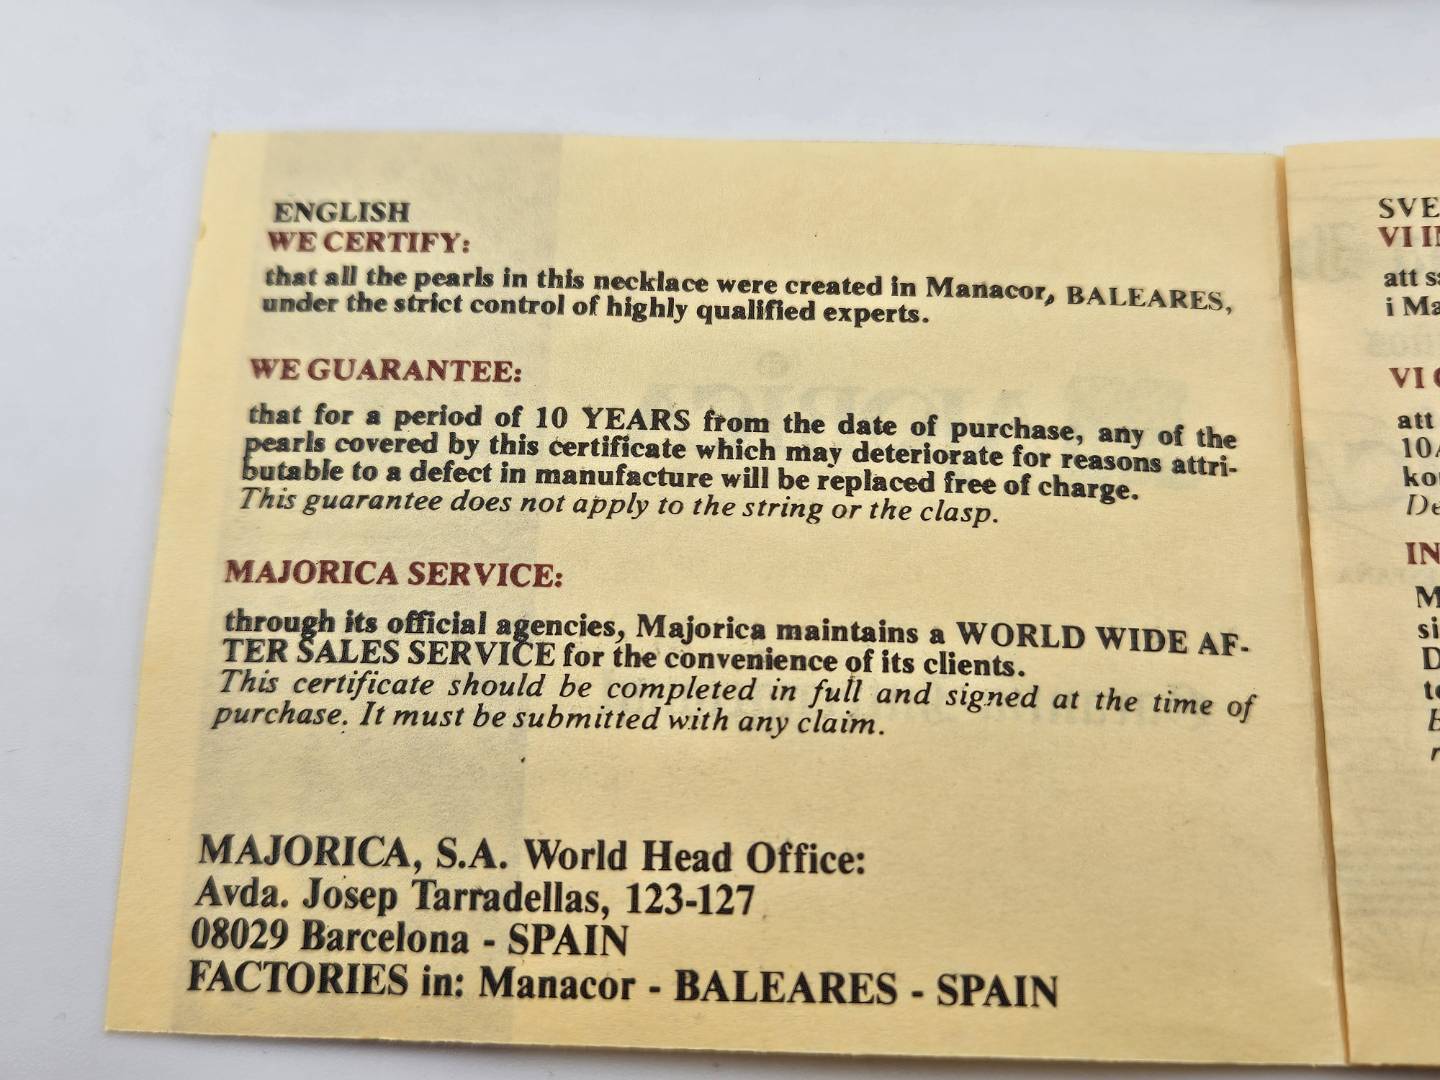 ENGLISH
WE CERTIFY:
that all the pearls in this necklace were created in Manacor, BALEARES,
under the strict control of highly qualified experts.
WE GUARANTEE:
that for a period of 10 YEARS from the date of purchase, any of the
pearls covered by this certificate which may deteriorate for reasons attri-
butable to a defect in manufacture will be replaced free of charge.
This guarantee does not apply to the string or the clasp.
MAJORICA SERVICE:
through its official agencies, Majorica maintains a WORLD WIDE AF-
TER SALES SERVICE for the convenience of its clients.
This certificate should be completed in full and signed at the time of
purchase. It must be submitted with any claim.
MAJORICA, S.A. World Head Office:
Avda. Josep Tarradellas, 123-127
08029 Barcelona - SPAIN
FACTORIES in: Manacor - BALEARES - SPAIN
SVE
VI IN
att sa
i Ma
VI
att
10
ko
De
IN
M
si
D